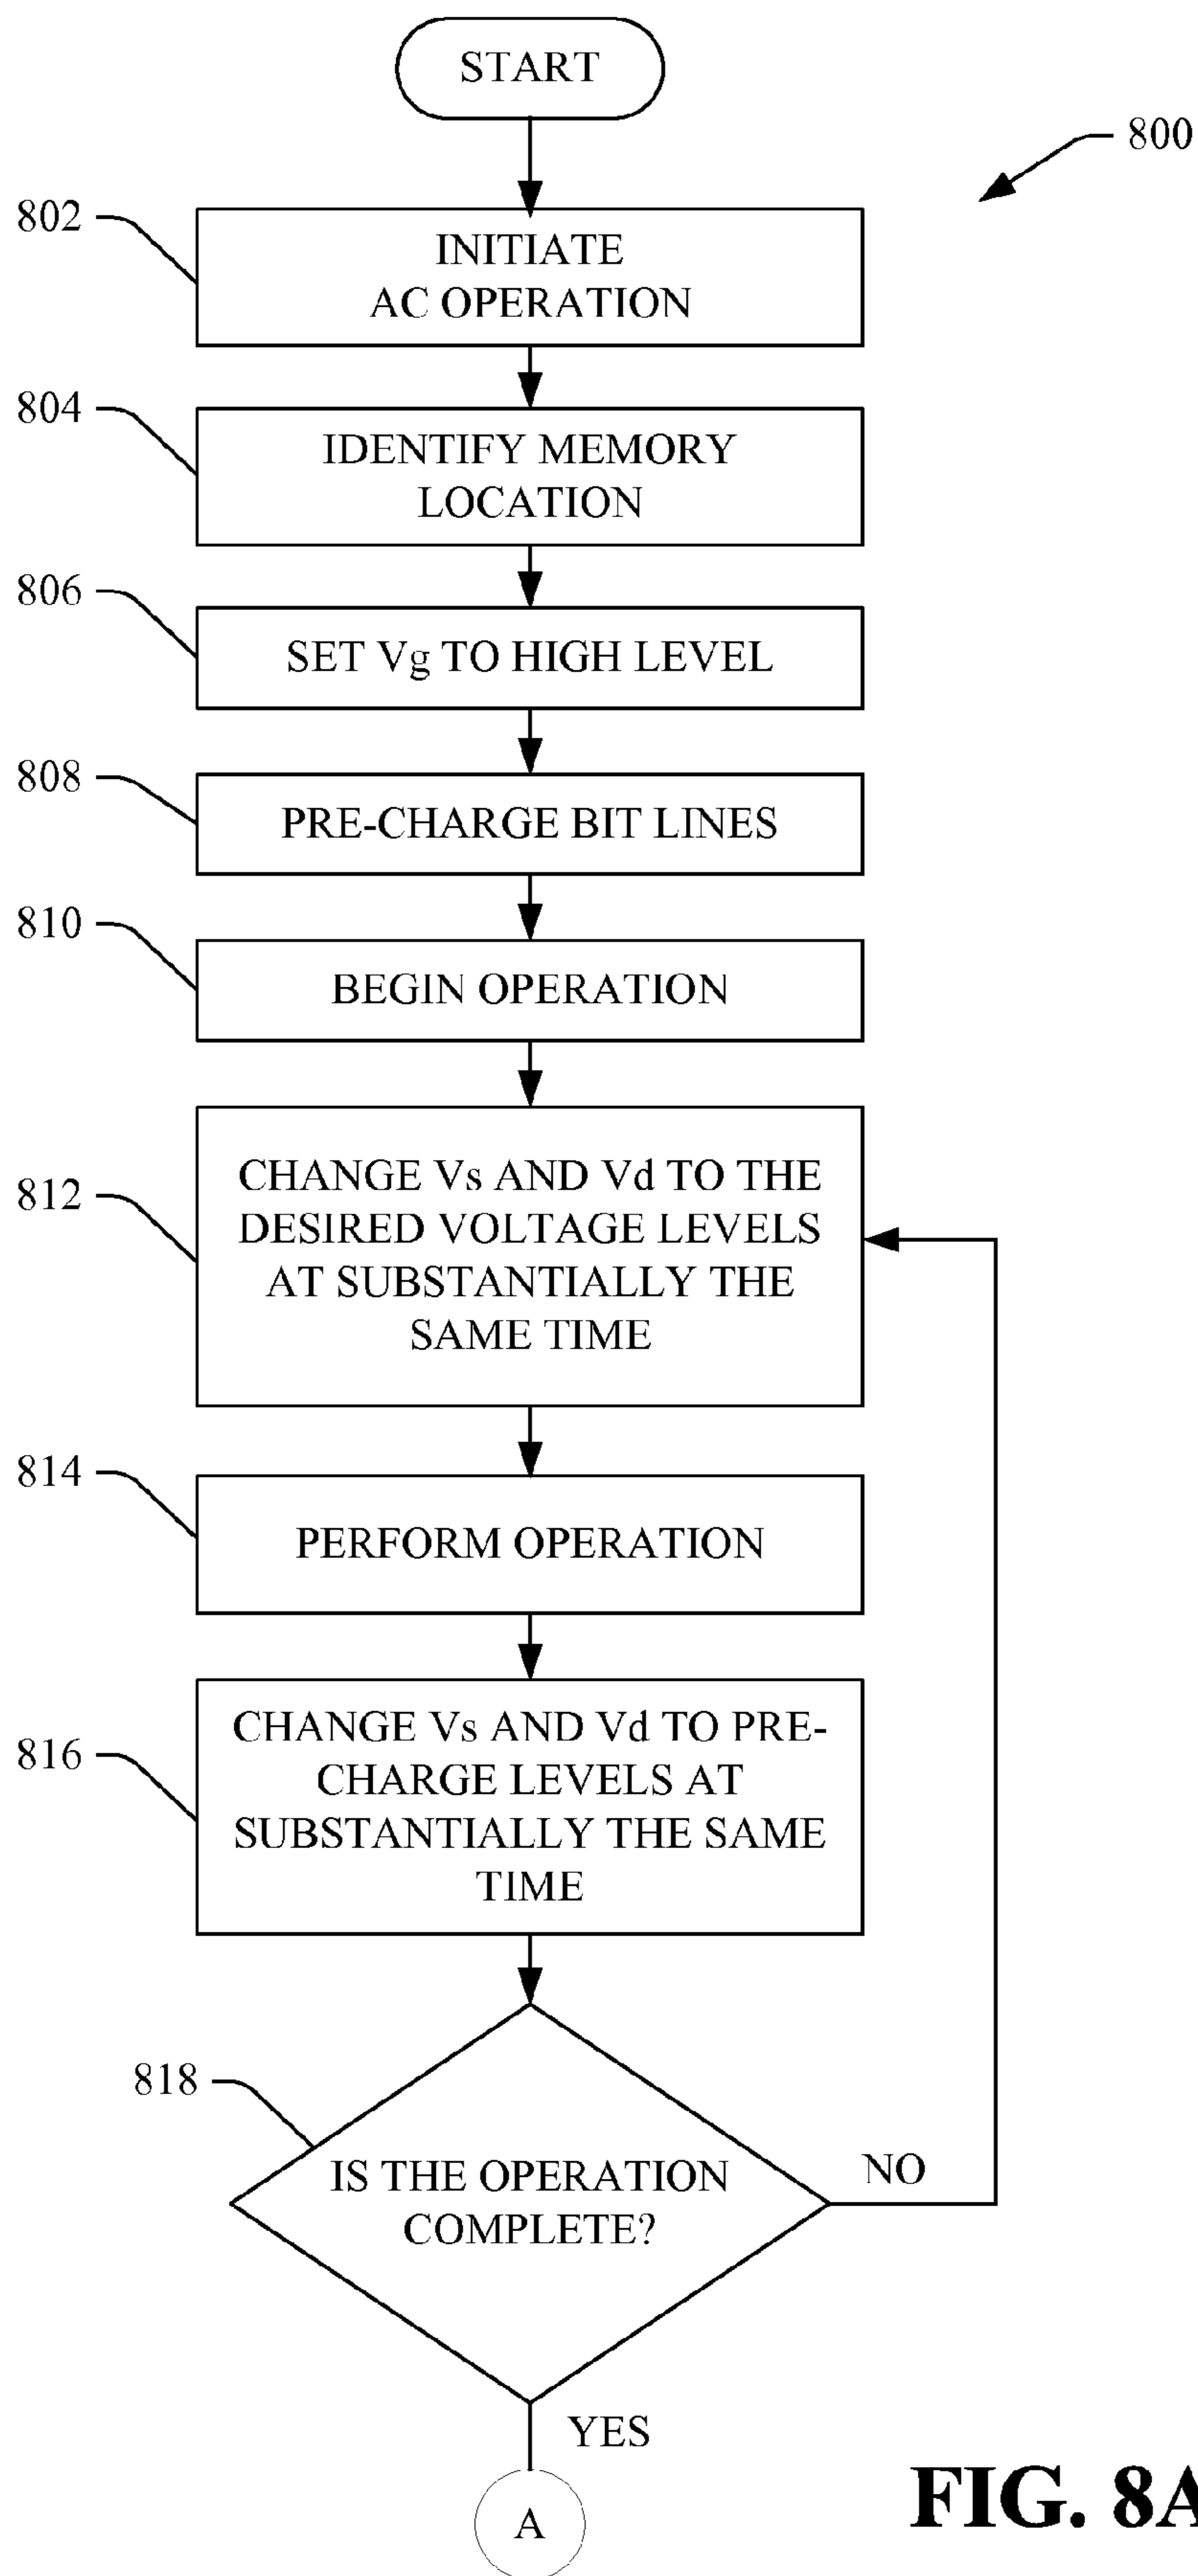 START
800
802
INITIATE
AC OPERATION
804
IDENTIFY MEMORY
LOCATION
806
SET Vg TO HIGH LEVEL
808
PRE-CHARGE BIT LINES
810
BEGIN OPERATION
812
CHANGE Vs AND Vd TO THE
DESIRED VOLTAGE LEVELS
AT SUBSTANTIALLY THE
SAME TIME
814
PERFORM OPERATION
816
CHANGE Vs AND Vd TO PRE-
CHARGE LEVELS AT
SUBSTANTIALLY THE SAME
TIME
818
IS THE OPERATION
COMPLETE?
NO
YES
A
FIG. 8A